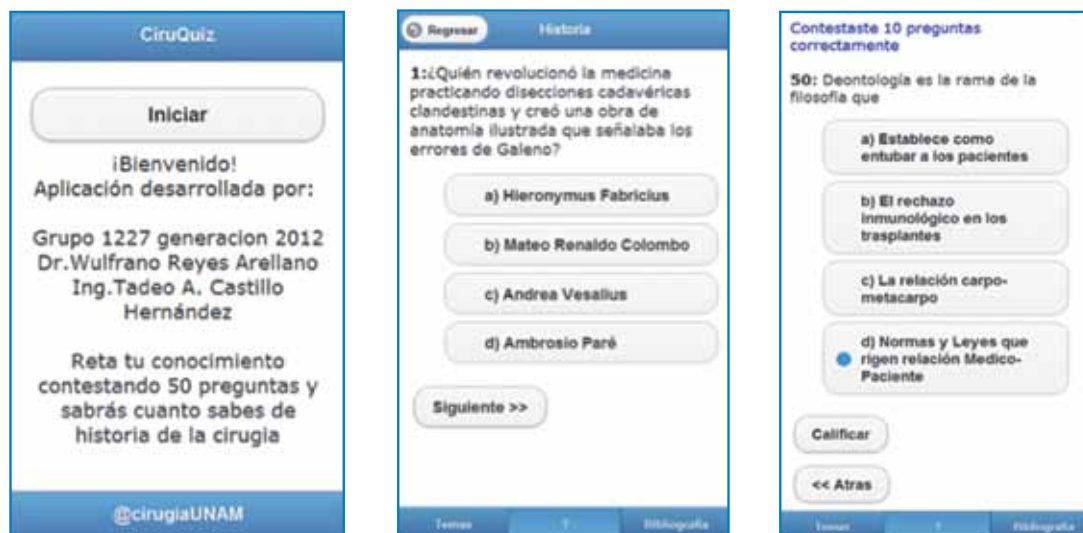 CiruQuiz
Iniciar
¡Bienvenido!
Aplicación desarrollada por:
Grupo 1227 generacion 2012
Dr.Wulfrano Reyes Arellano
Ing.Tadeo A. Castillo
Hernández
Reta tu conocimiento
contestando 50 preguntas y
sabrás cuanto sabes de
historia de la cirugia
@cirugiaUNAM
Regresar
Historia
1:¿Quién revolucionó la medicina
practicando disecciones cadavéricas
clandestinas y creó una obra de
anatomía ilustrada que señalaba los
errores de Galeno?
a) Hieronymus Fabricius
b) Mateo Renaldo Colombo
c) Andrea Vesalius
d) Ambrosio Paré
Siguiente >>
Temas
Bibliografia
Contestaste 10 preguntas
correctamente
50: Deontología es la rama de la
filosofía que
a) Establece como
entubar a los pacientes
b) El rechazo
inmunológico en los
trasplantes
c) La relación carpo-
metacarpo
d) Normas y Leyes que
rigen relación Medico-
Paciente
Calificar
<< Atras
Temas
Bibliografia